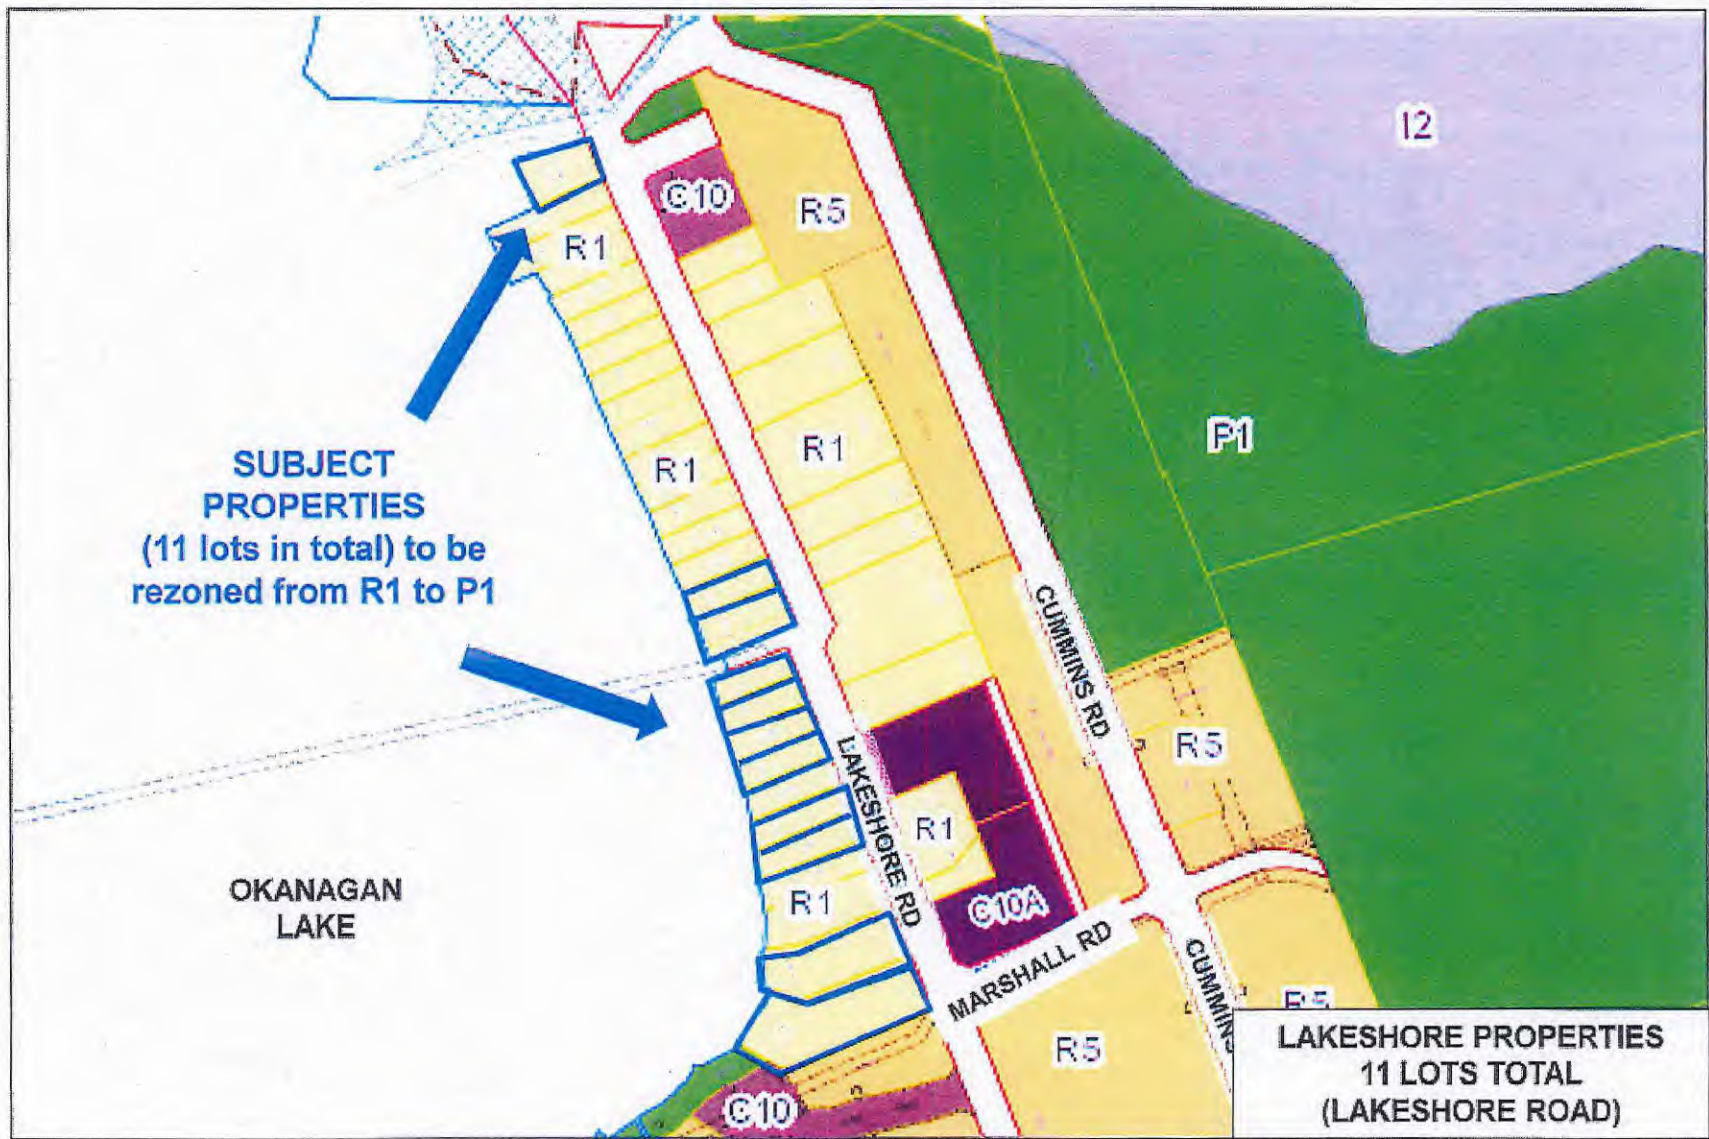 I2
C10
R5
R1
P1
R1
R1
SUBJECT
PROPERTIES
(11 lots in total) to be
rezoned from R1 to P1
CUMMINS RD
R5
LAKESHORE RD
R1
OKANAGAN
LAKE
R1
C10A
MARSHALL RD
CUMMINS
R5
R5
C10
LAKESHORE PROPERTIES
11 LOTS TOTAL
(LAKESHORE ROAD)